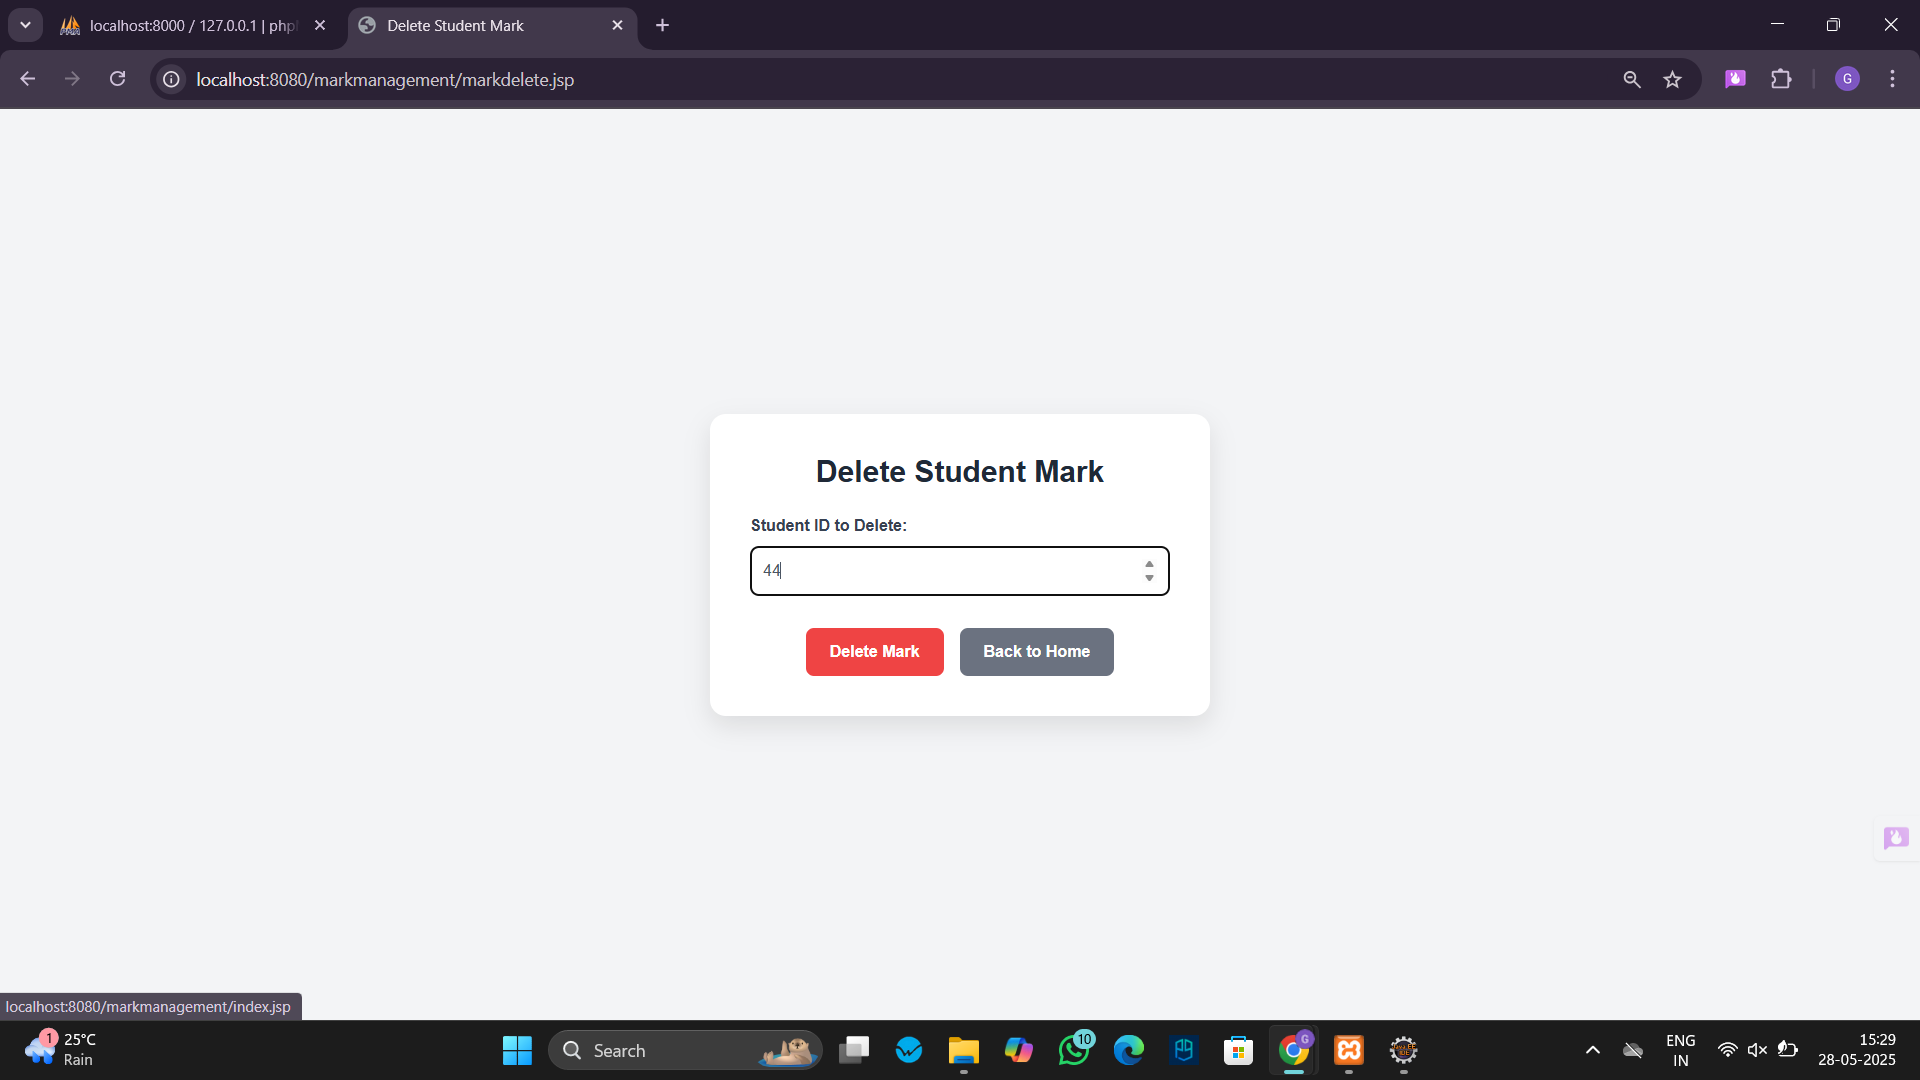 localhost:8000 / 127.0.0.1 | php
Delete Student Mark
localhost:8080/markmanagement/markdelete.jsp
G
Delete Student Mark
Student ID to Delete:
44
Delete Mark
Back to Home
localhost:8080/markmanagement/index.jsp
1
25°C
Rain
Search
10
G
ENG
IN
15:29
28-05-2025